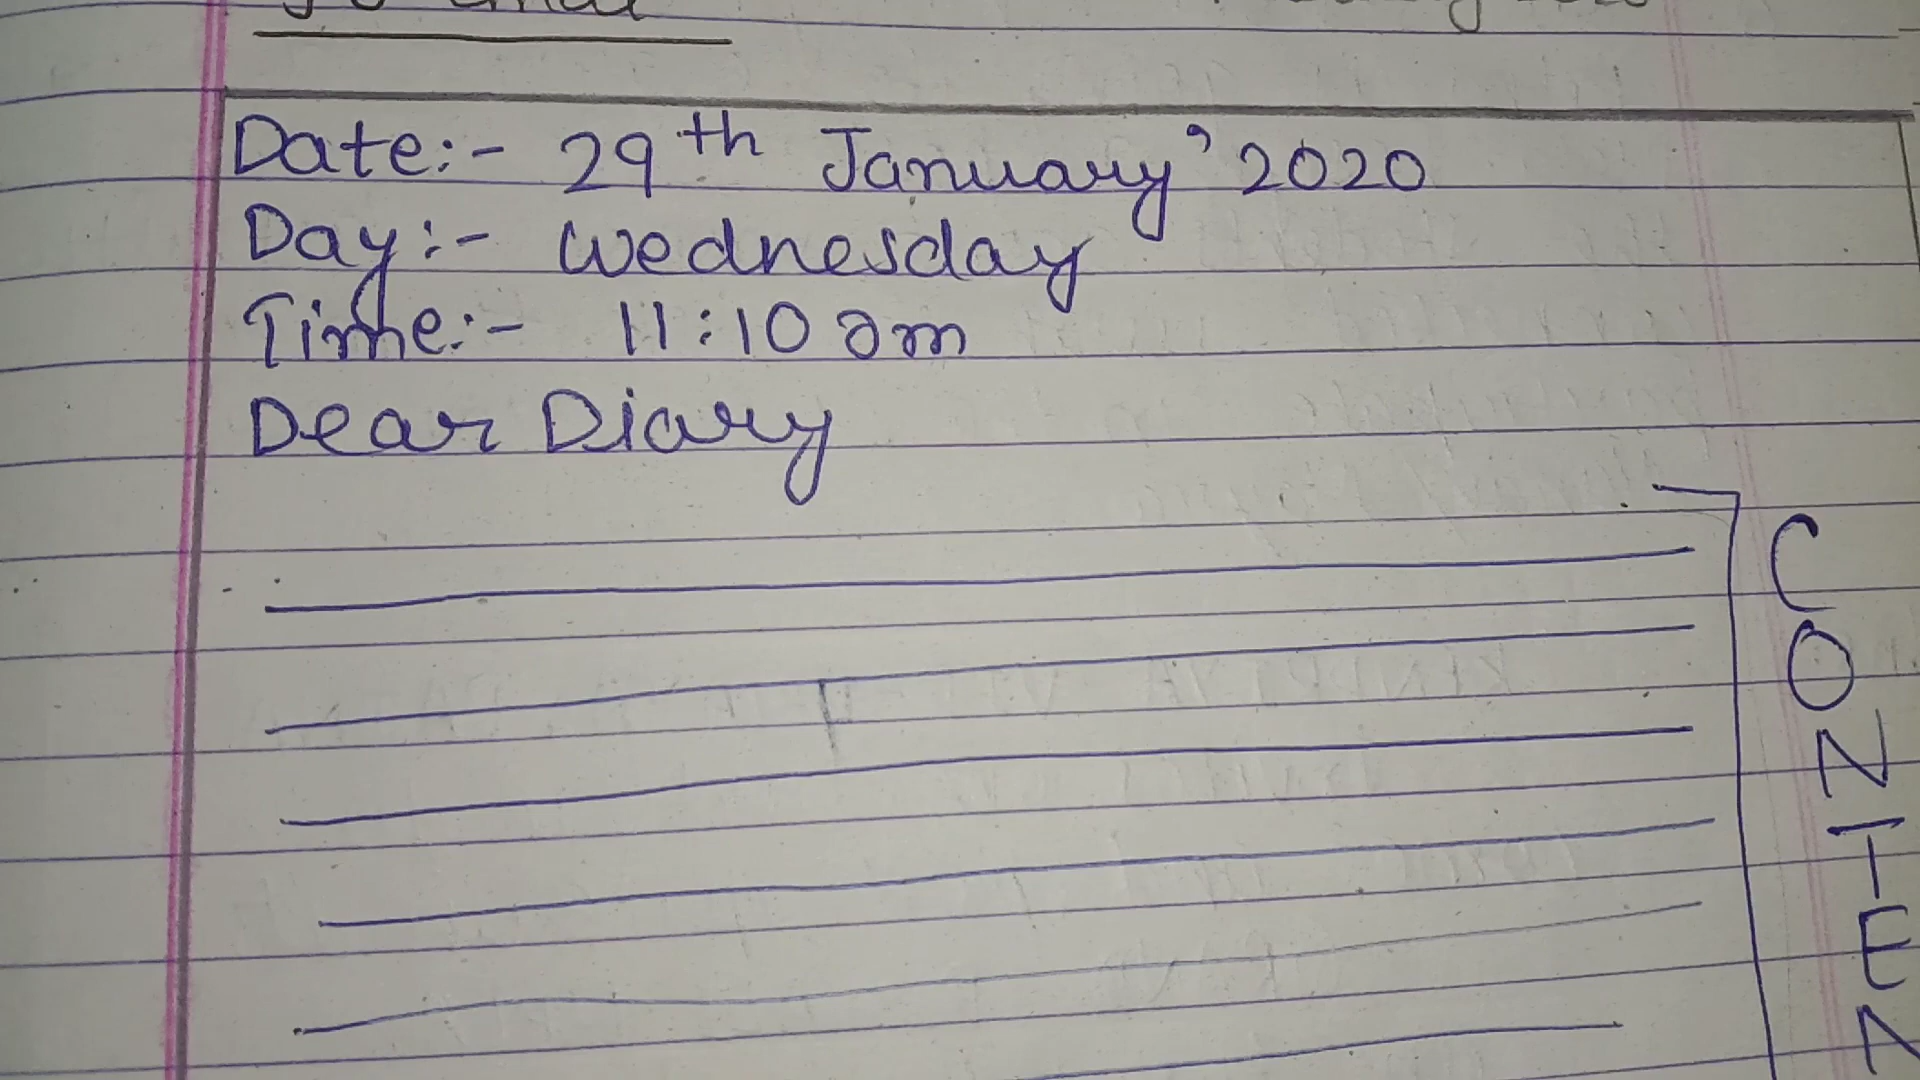 Date:- 29th January'2020
Day:- Wednesday
Time:- 11:10 am
Dear Diary
CONTEN